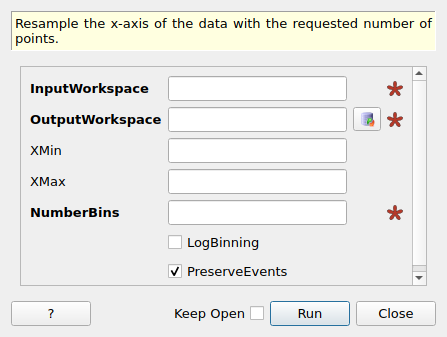 Resample the x-axis of the data with the requested number of
points.
InputWorkspace
OutputWorkspace
XMin
XMax
NumberBins
LogBinning
PreserveEvents
? Keep Open Run Close